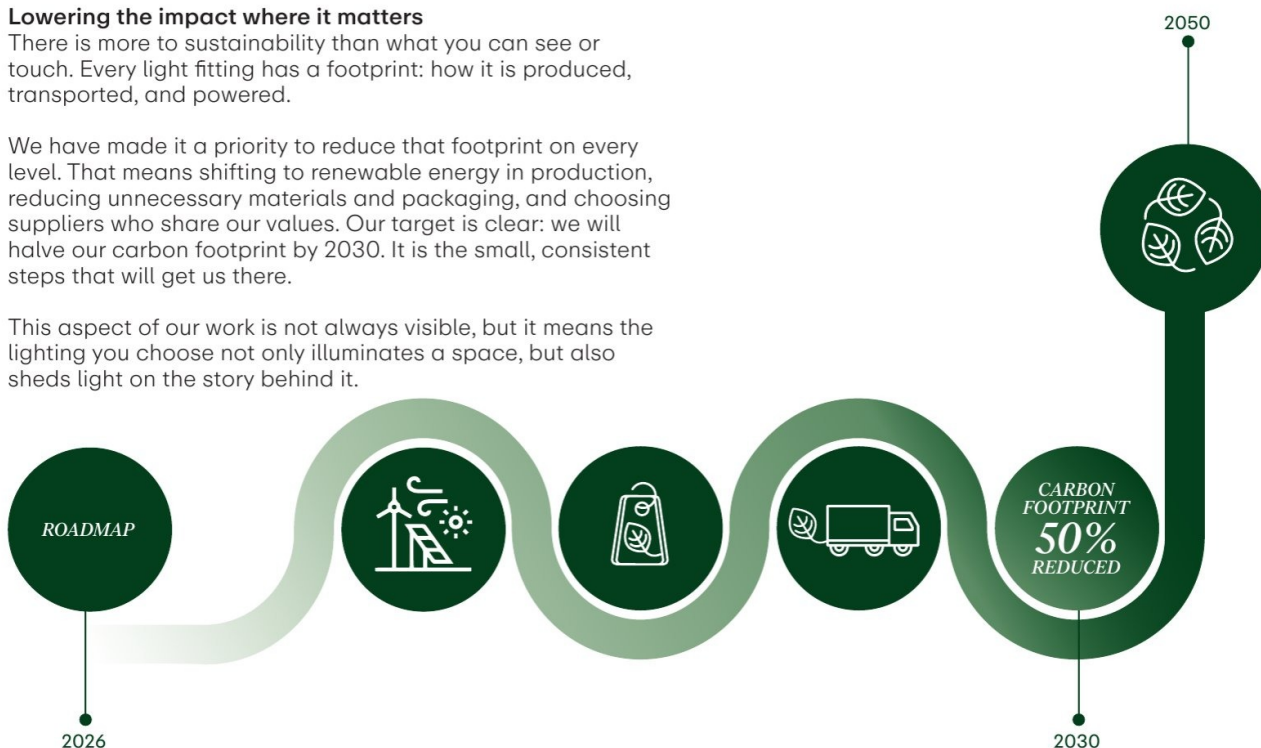 Lowering the impact where it matters
There is more to sustainability than what you can see or
touch. Every light fitting has a footprint: how it is produced,
transported, and powered.
We have made it a priority to reduce that footprint on every
level. That means shifting to renewable energy in production,
reducing unnecessary materials and packaging, and choosing
suppliers who share our values. Our target is clear: we will
halve our carbon footprint by 2030. It is the small, consistent
steps that will get us there.
This aspect of our work is not always visible, but it means the
lighting you choose not only illuminates a space, but also
sheds light on the story behind it.
2050
ROADMAP
CARBON
FOOTPRINT
50%
REDUCED
2026
2030